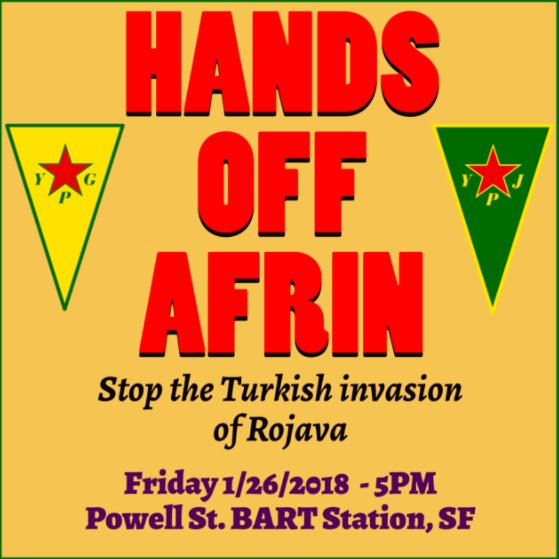 HANDS
OFF
AFRIN
Y P G
Y P J
Stop the Turkish invasion
of Rojava
Friday 1/26/2018 - 5PM
Powell St. BART Station, SF